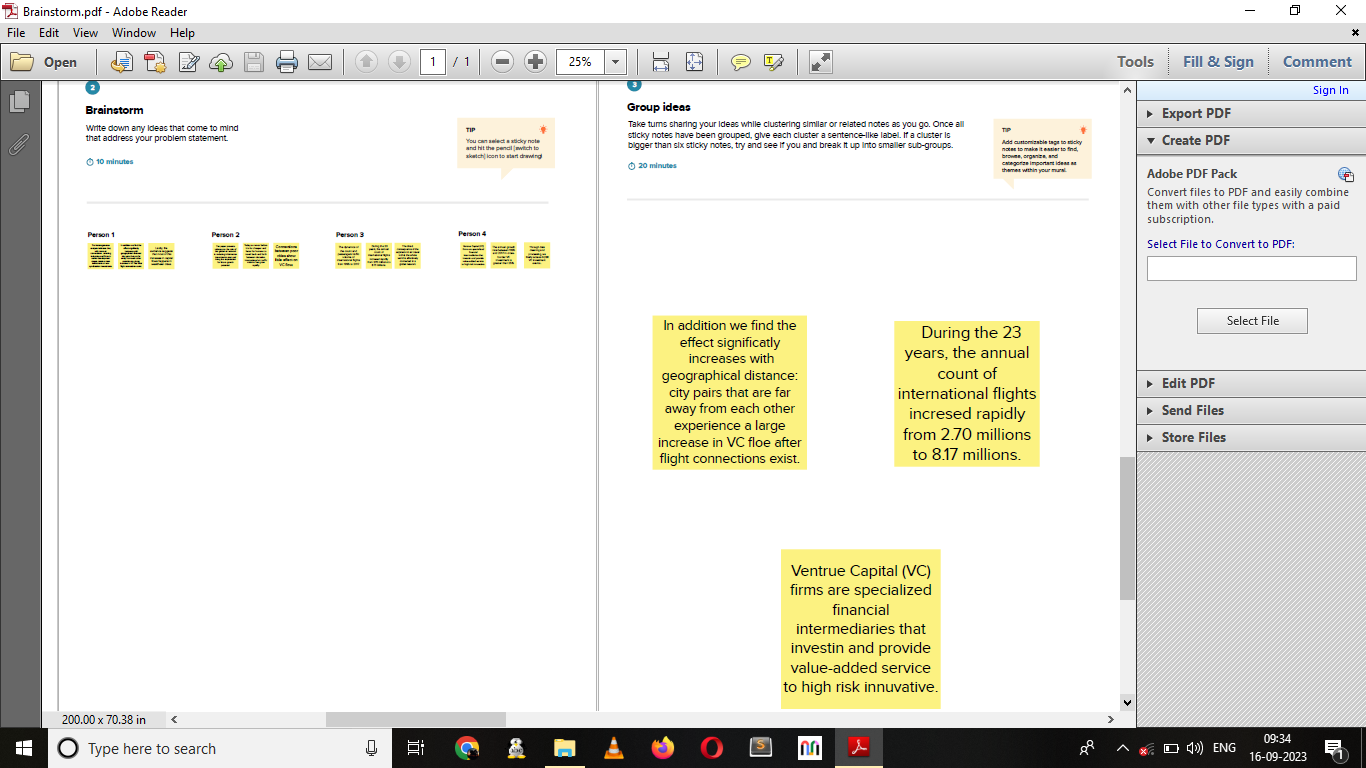 Brainstorm.pdf - Adobe Reader
File Edit View Window Help
Open
1 / 1
25%
Tools
Fill & Sign
Comment
2
Brainstorm
Write down any ideas that come to mind
that address your problem statement.
10 minutes
TIP
You can select a sticky note
and hit the pencil [switch to
sketch] icon to start drawing!
Person 1
Person 2
Connections
Person 3
Person 4
3
Group ideas
Take turns sharing your ideas while clustering similar or related notes as you go. Once all
sticky notes have been grouped, give each cluster a sentence-like label. If a cluster is
bigger than six sticky notes, try and see if you and break it up into smaller sub-groups.
20 minutes
TIP
Add customizable tags to sticky
notes to make it easier to find,
browse, organize, and
categorize important ideas as
themes within your mural.
In addition we find the
effect significatly
increases with
geographical distance:
city pairs that are far
away from each other
experience a large
increase in VC floe after
flight connections exist.
During the 23
years, the annual
count of
international flights
incresed rapidly
from 2.70 millions
to 8.17 millions.
Ventrue Capital (VC)
firms are specialized
financial
intermediaries that
investin and provide
value-added service
to high risk innuvative.
Sign In
Export PDF
Create PDF
Adobe PDF Pack
Convert files to PDF and easily combine
them with other file types with a paid
subscription.
Select File to Convert to PDF:
Select File
Edit PDF
Send Files
Store Files
200.00 x 70.38 in
Type here to search
ENG
09:34
16-09-2023
1